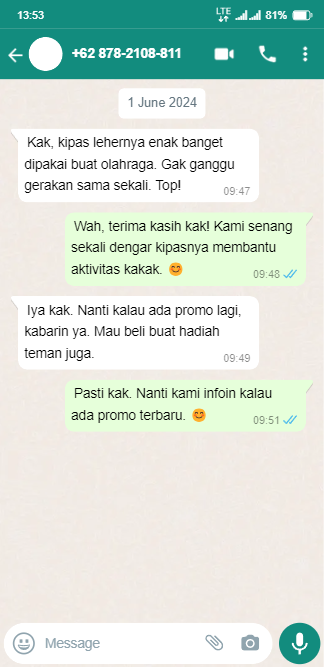 13:53
LTE
81%
+62 878-2108-811
1 June 2024
Kak, kipas lehernya enak banget
dipakai buat olahraga. Gak ganggu
gerakan sama sekali. Top!
09:47
Wah, terima kasih kak! Kami senang
sekali dengar kipasnya membantu
aktivitas kakak. 😊
09:48
Iya kak. Nanti kalau ada promo lagi,
kabarin ya. Mau beli buat hadiah
teman juga.
09:49
Pasti kak. Nanti kami infoin kalau
ada promo terbaru. 😊
09:51
Message